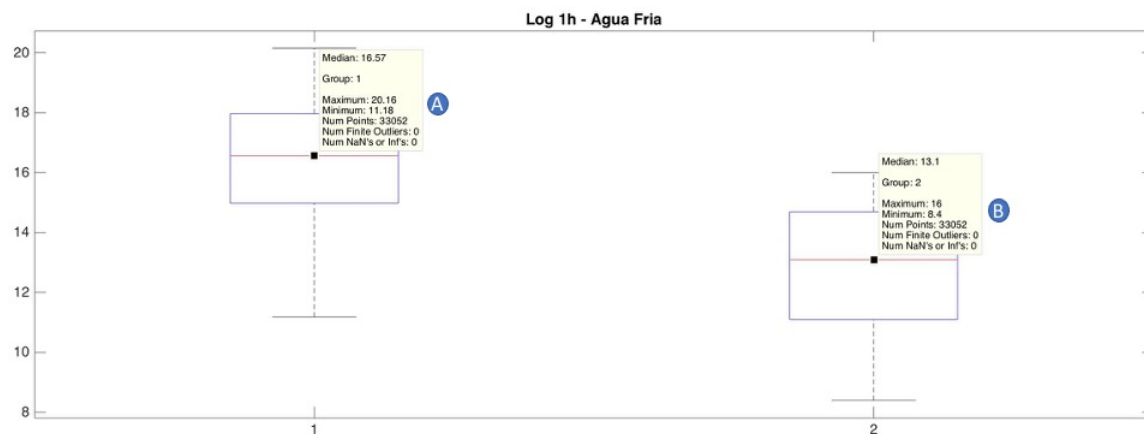 Log 1h - Agua Fria
20
18
16
14
12
10
8
Median: 16.57
Group: 1
Maximum: 20.16
Minimum: 11.18
Num Points: 33052
Num Finite Outliers: 0
Num NaN's or Inf's: 0
A
Median: 13.1
Group: 2
Maximum: 16
Minimum: 8.4
Num Points: 33052
Num Finite Outliers: 0
Num NaN's or Inf's: 0
B
1
2